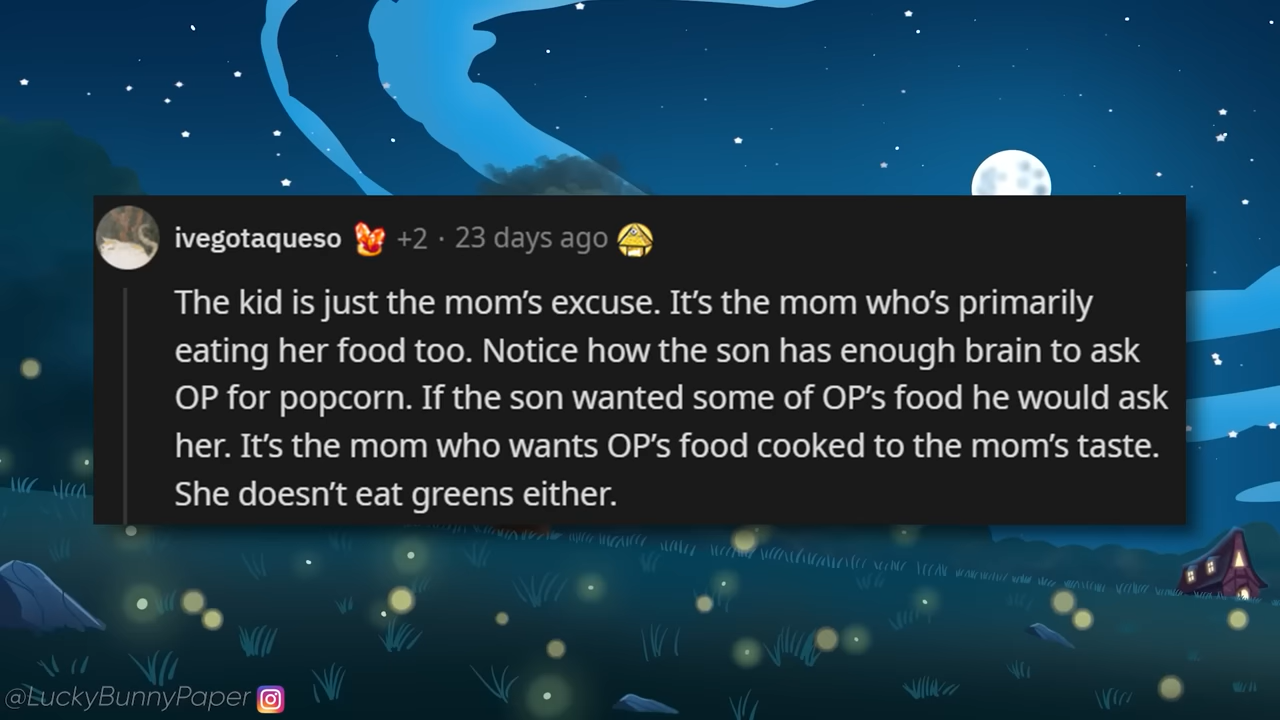 ivegotaqueso +2 · 23 days ago
The kid is just the mom’s excuse. It’s the mom who’s primarily
eating her food too. Notice how the son has enough brain to ask
OP for popcorn. If the son wanted some of OP’s food he would ask
her. It’s the mom who wants OP’s food cooked to the mom’s taste.
She doesn’t eat greens either.
@LuckyBunnyPaper